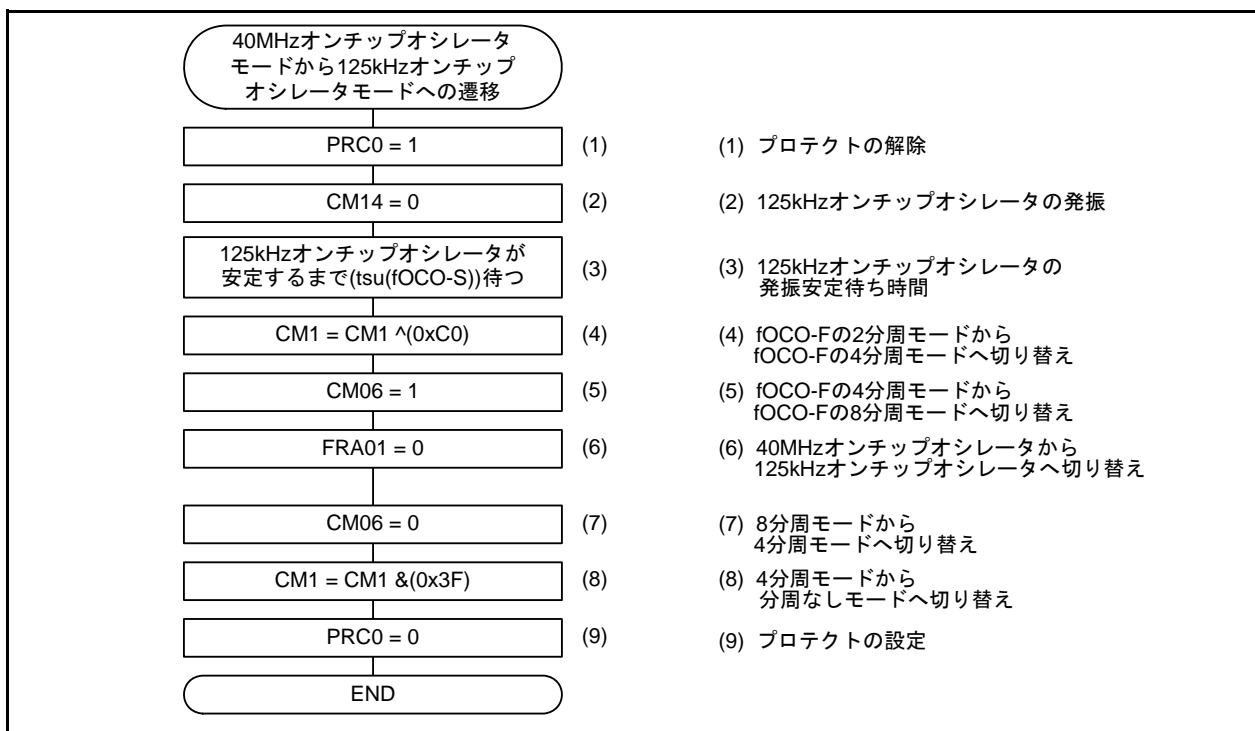 40MHzオンチップオシレータ
モードから125kHzオンチップ
オシレータモードへの遷移
PRC0 = 1
(1)
(1) プロテクトの解除
CM14 = 0
(2)
(2) 125kHzオンチップオシレータの発振
125kHzオンチップオシレータが
安定するまで(tsu(fOCO-S))待つ
(3)
(3) 125kHzオンチップオシレータの
発振安定待ち時間
CM1 = CM1 ^(0xC0)
(4)
(4) fOCO-Fの2分周モードから
fOCO-Fの4分周モードへ切り替え
CM06 = 1
(5)
(5) fOCO-Fの4分周モードから
fOCO-Fの8分周モードへ切り替え
FRA01 = 0
(6)
(6) 40MHzオンチップオシレータから
125kHzオンチップオシレータへ切り替え
CM06 = 0
(7)
(7) 8分周モードから
4分周モードへ切り替え
CM1 = CM1 &(0x3F)
(8)
(8) 4分周モードから
分周なしモードへ切り替え
PRC0 = 0
(9)
(9) プロテクトの設定
END